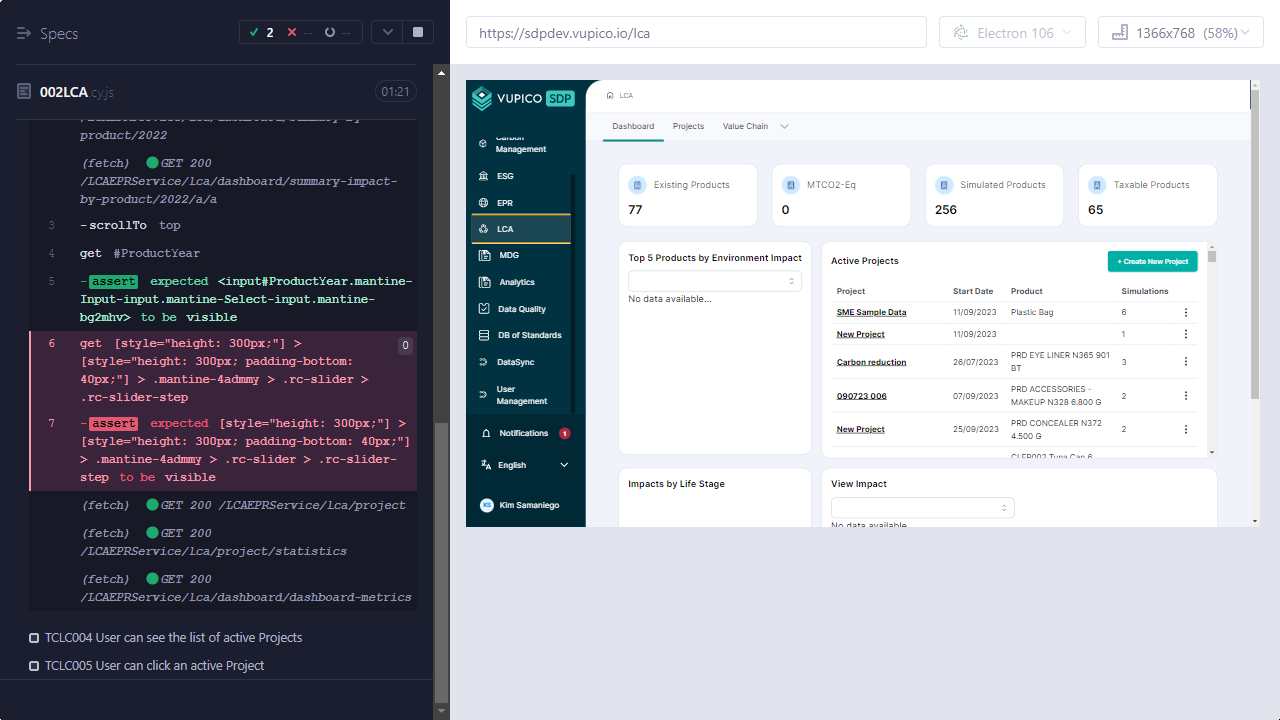 Specs
2
--
--
002LCA.cy.js
01:21
product/2022
(fetch) GET 200
/LCAEPRService/lca/dashboard/summary-impact-
by-product/2022/a/a
3 -scrollTo top
4 get #ProductYear
5 -assert expected <input#ProductYear.mantine-
Input-input.mantine-Select-input.mantine-
bg2mhv> to be visible
6 get [style="height: 300px;"] > 0
[style="height: 300px; padding-bottom:
40px;"] > .mantine-4admmy > .rc-slider >
.rc-slider-step
7 -assert expected [style="height: 300px;"] >
[style="height: 300px; padding-bottom: 40px;"]
> .mantine-4admmy > .rc-slider > .rc-slider-
step to be visible
(fetch) GET 200 /LCAEPRService/lca/project
(fetch) GET 200
/LCAEPRService/lca/project/statistics
(fetch) GET 200
/LCAEPRService/lca/dashboard/dashboard-metrics
TCLC004 User can see the list of active Projects
TCLC005 User can click an active Project
https://sdpdev.vupico.io/lca
Electron 106
1366x768 (58%)
VUPICO SDP
Carbon
Management
ESG
EPR
LCA
MDG
Analytics
Data Quality
DB of Standards
DataSync
User
Management
Notifications 1
English
KS Kim Samaniego
LCA
Dashboard Projects Value Chain
Existing Products
77
MTCO2-Eq
0
Simulated Products
256
Taxable Products
65
Top 5 Products by Environment Impact
No data available...
Active Projects
+ Create New Project
Project Start Date Product Simulations
SME Sample Data 11/09/2023 Plastic Bag 6
New Project 11/09/2023 1
Carbon reduction 26/07/2023 PRD EYE LINER N365 901
BT 3
090723 006 07/09/2023 PRD ACCESSORIES -
MAKEUP N328 6.800 G 2
New Project 25/09/2023 PRD CONCEALER N372
4.500 G 2
CLEP002 Tuna Can 6
Impacts by Life Stage
View Impact
No data available